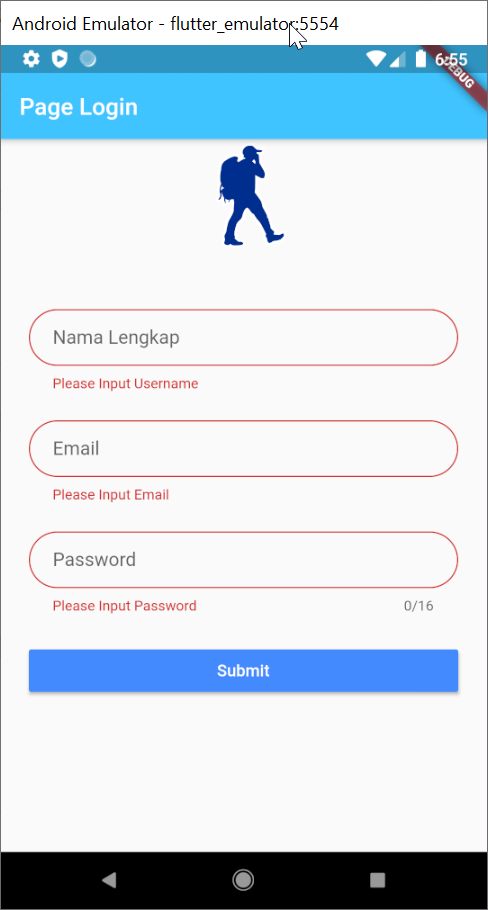 Android Emulator - flutter_emulator:5554
6:55
DEBUG
Page Login
Nama Lengkap
Please Input Username
Email
Please Input Email
Password
Please Input Password 0/16
Submit